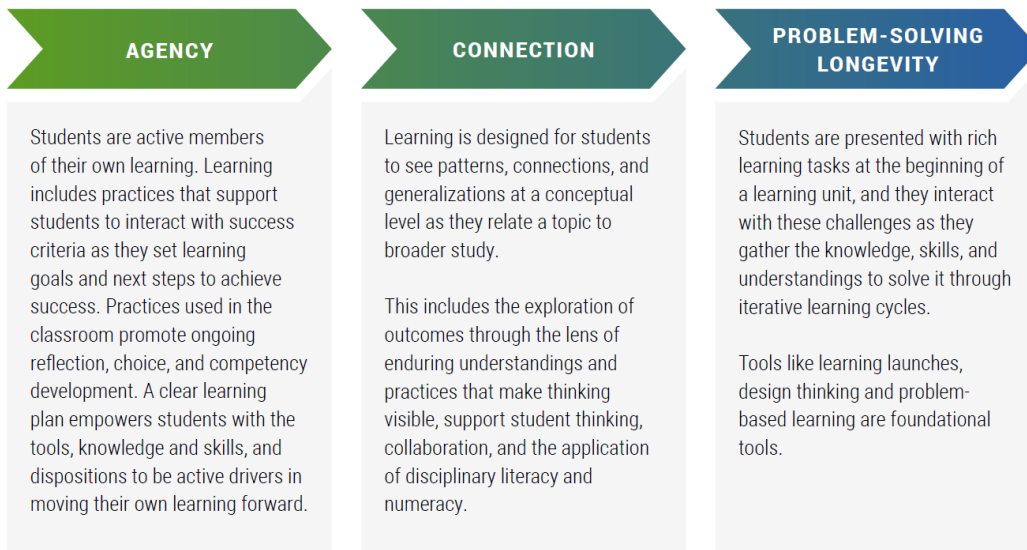 AGENCY
Students are active members
of their own learning. Learning
includes practices that support
students to interact with success
criteria as they set learning
goals and next steps to achieve
success. Practices used in the
classroom promote ongoing
reflection, choice, and competency
development. A clear learning
plan empowers students with the
tools, knowledge and skills, and
dispositions to be active drivers in
moving their own learning forward.
CONNECTION
Learning is designed for students
to see patterns, connections, and
generalizations at a conceptual
level as they relate a topic to
broader study.
This includes the exploration of
outcomes through the lens of
enduring understandings and
practices that make thinking
visible, support student thinking,
collaboration, and the application
of disciplinary literacy and
numeracy.
PROBLEM-SOLVING
LONGEVITY
Students are presented with rich
learning tasks at the beginning of
a learning unit, and they interact
with these challenges as they
gather the knowledge, skills, and
understandings to solve it through
iterative learning cycles.
Tools like learning launches,
design thinking and problem-
based learning are foundational
tools.